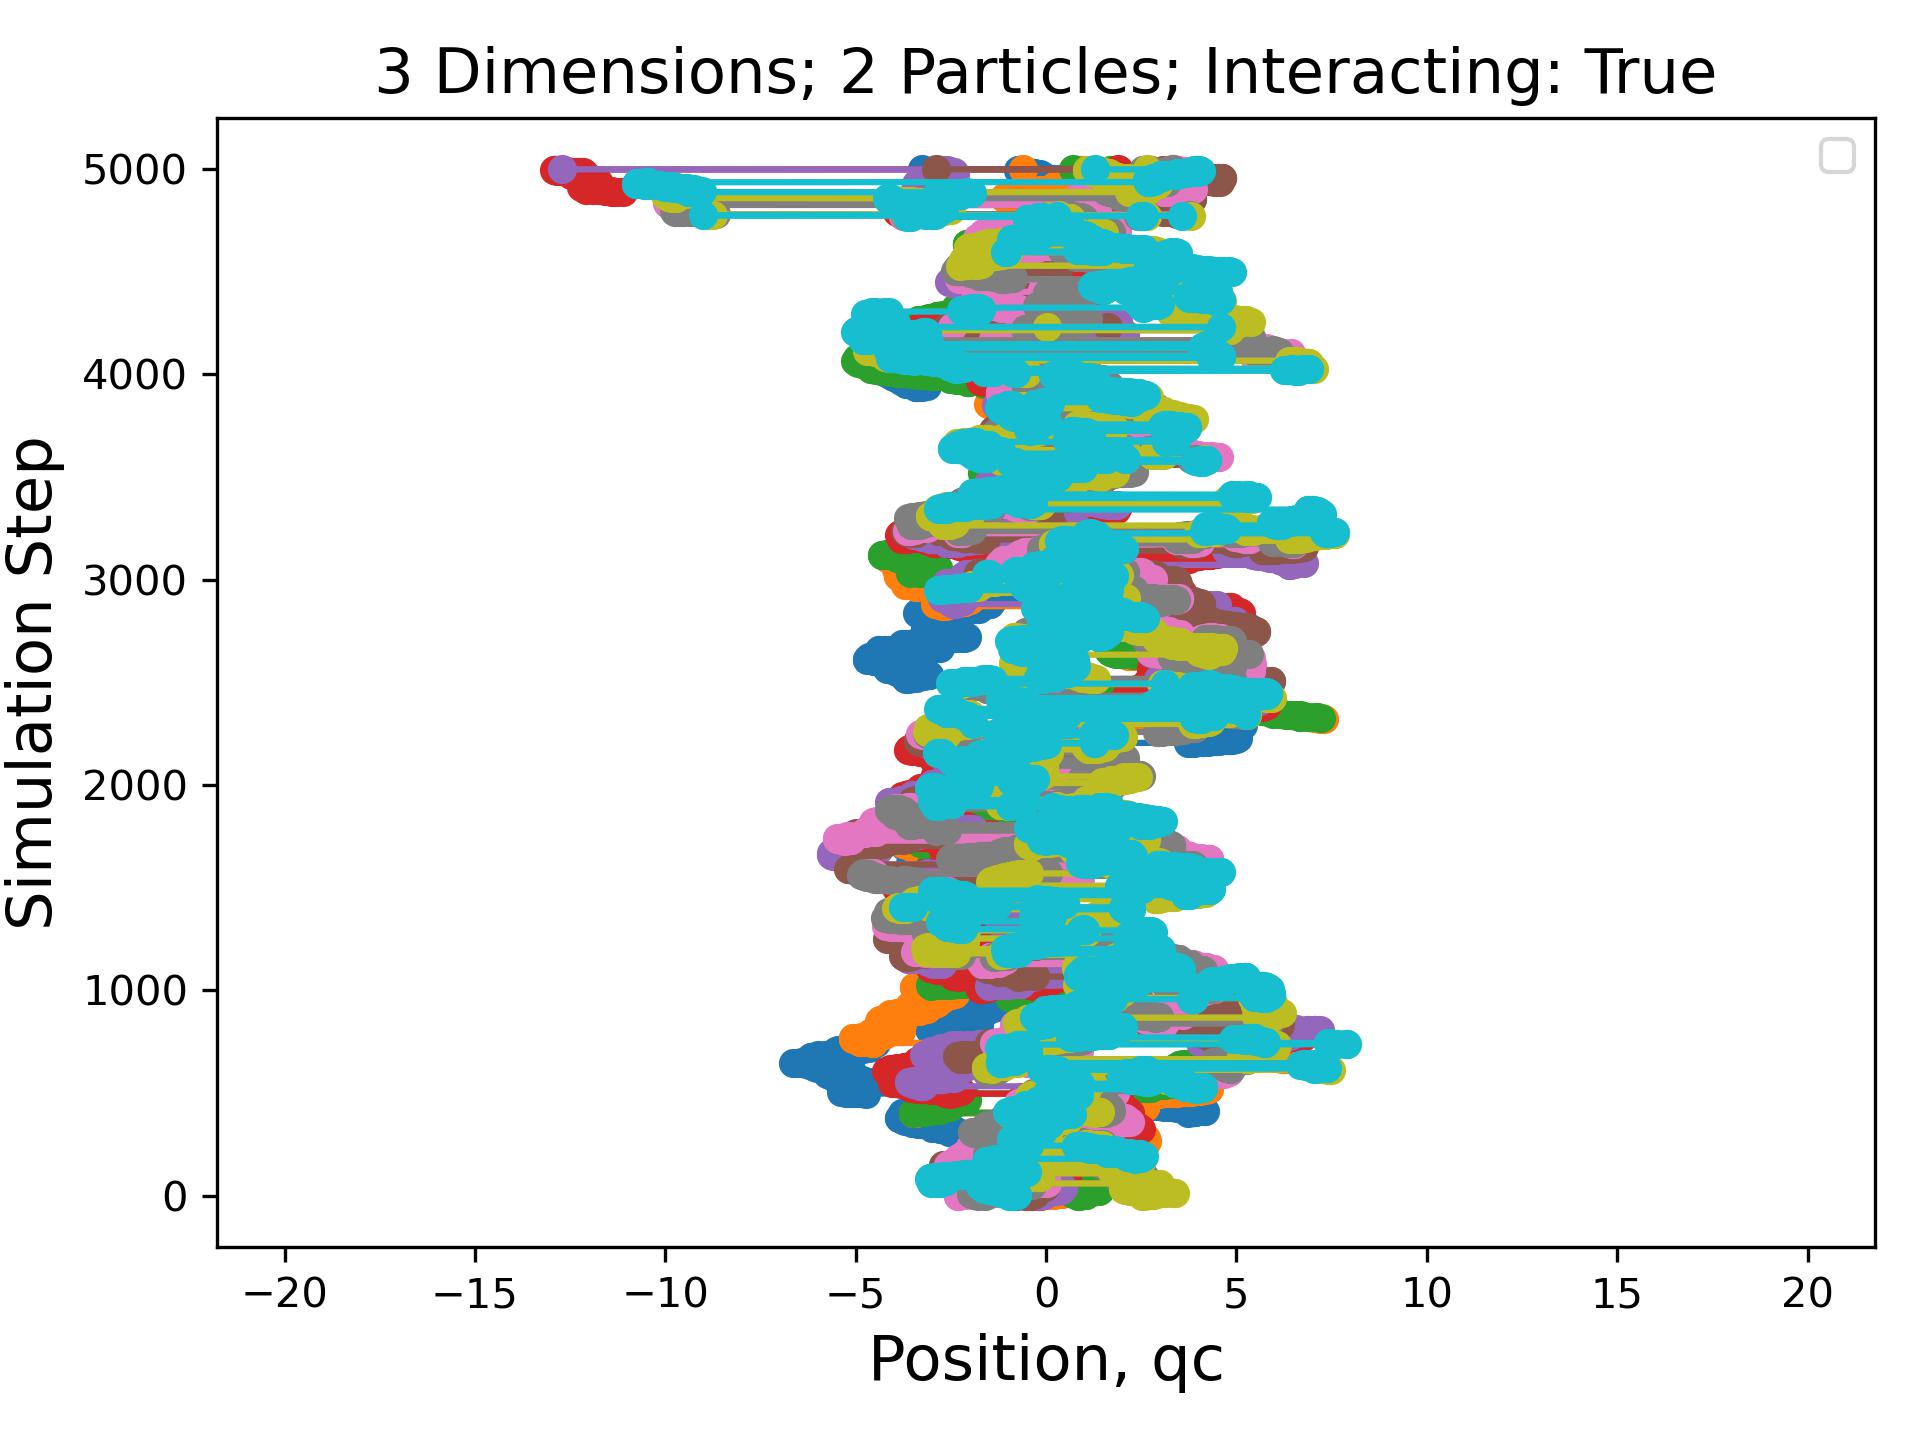 3 Dimensions; 2 Particles; Interacting: True
Simulation Step
5000
4000
3000
2000
1000
0
−20 −15 −10 −5 0 5 10 15 20
Position, qc